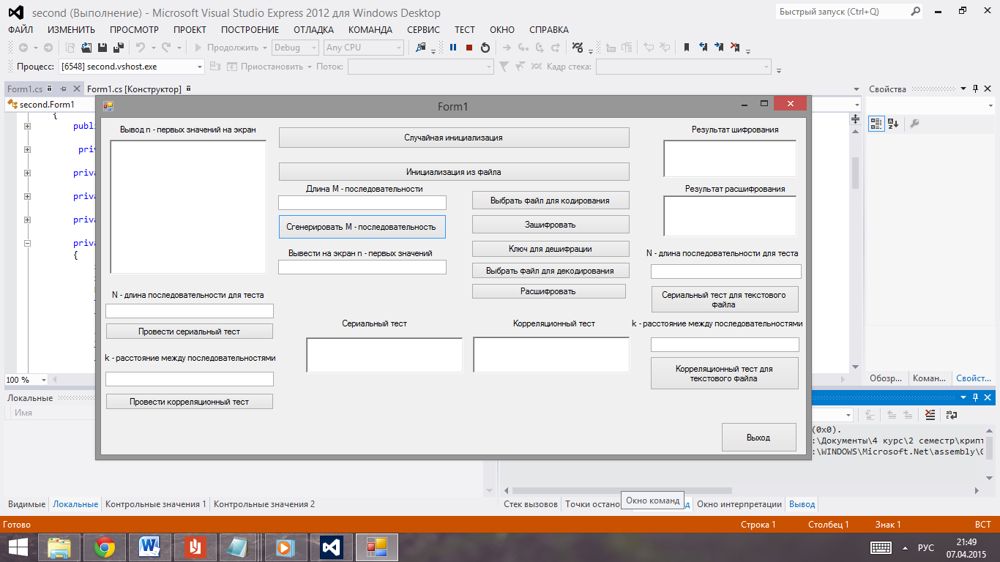 second (Выполнение) - Microsoft Visual Studio Express 2012 для Windows Desktop
Быстрый запуск (Ctrl+Q)
ФАЙЛ ИЗМЕНИТЬ ПРОСМОТР ПРОЕКТ ПОСТРОЕНИЕ ОТЛАДКА КОМАНДА СЕРВИС ТЕСТ ОКНО СПРАВКА
Продолжить Debug Any CPU
Процесс: [6548] second.vshost.exe Приостановить Поток: Кадр стека:
Form1.cs Form1.cs [Конструктор]
Свойства
second.Form1
Form1
{
publi
priv
priva
priva
priva
priva
{
Вывод n - первых значений на экран
Случайная инициализация
Инициализация из файла
Длина M - последовательности
Сгенерировать M - последовательность
Вывести на экран n - первых значений
Выбрать файл для кодирования
Зашифровать
Ключ для дешифрации
Выбрать файл для декодирования
Расшифровать
Результат шифрования
Результат расшифрования
N - длина последовательности для теста
Сериальный тест для текстового
файла
k - расстояние между последовательностями
Корреляционный тест для
текстового файла
N - длина последовательности для теста
Провести сериальный тест
k - расстояние между последовательностями
Провести корреляционный тест
Сериальный тест
Корреляционный тест
Выход
100 %
Обозр... Коман... Свойст...
Локальные
Имя
(0x0).
:\Документы\4 курс\2 семестр\крипт
:\WINDOWS\Microsoft.Net\assembly\G
Видимые Локальные Контрольные значения 1 Контрольные значения 2
Стек вызовов Точки остано Окно команд д Окно интерпретации Вывод
Готово Строка 1 Столбец 1 Знак 1 ВСТ
РУС
21:49
07.04.2015